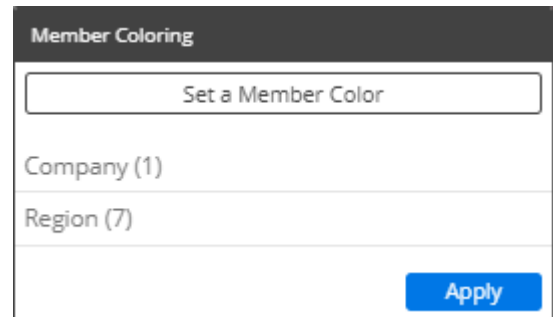 Member Coloring
Set a Member Color
Company (1)
Region (7)
Apply